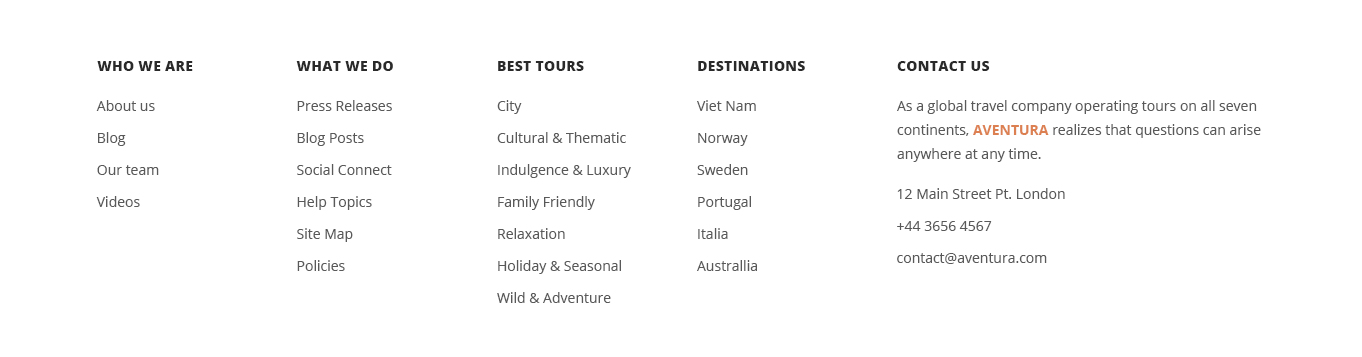 WHO WE ARE
About us
Blog
Our team
Videos
WHAT WE DO
Press Releases
Blog Posts
Social Connect
Help Topics
Site Map
Policies
BEST TOURS
City
Cultural & Thematic
Indulgence & Luxury
Family Friendly
Relaxation
Holiday & Seasonal
Wild & Adventure
DESTINATIONS
Viet Nam
Norway
Sweden
Portugal
Italia
Australlia
CONTACT US
As a global travel company operating tours on all seven
continents, AVENTURA realizes that questions can arise
anywhere at any time.
12 Main Street Pt. London
+44 3656 4567
contact@aventura.com